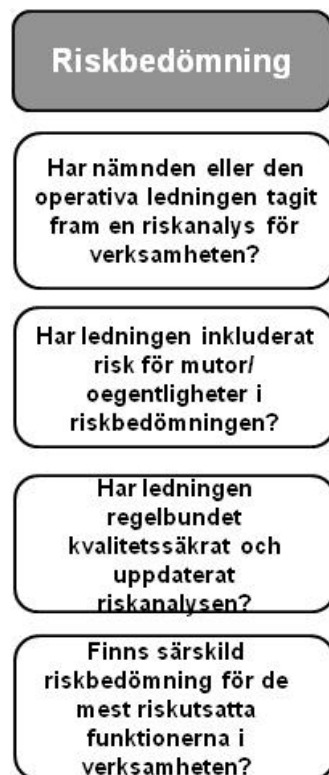 Riskbedömning
Har nämnden eller den
operativa ledningen tagit
fram en riskanalys för
verksamheten?
Har ledningen inkluderat
risk för mutor/
oegentligheter i
riskbedömningen?
Har ledningen
regelbundet
kvalitetssäkrat och
uppdaterat
riskanalysen?
Finns särskild
riskbedömning för de
mest riskutsatta
funktionerna i
verksamheten?